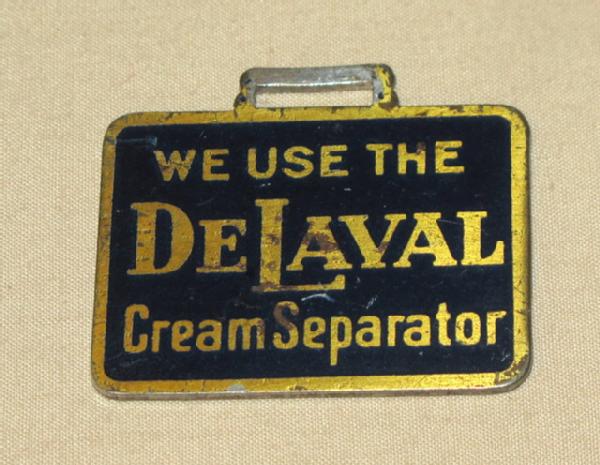 WE USE THE
DELAVAL
Cream Separator